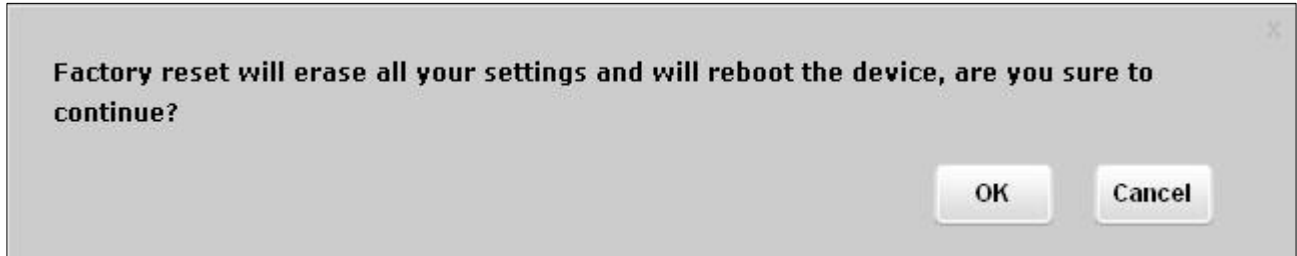 x
Factory reset will erase all your settings and will reboot the device, are you sure to
continue?
OK Cancel